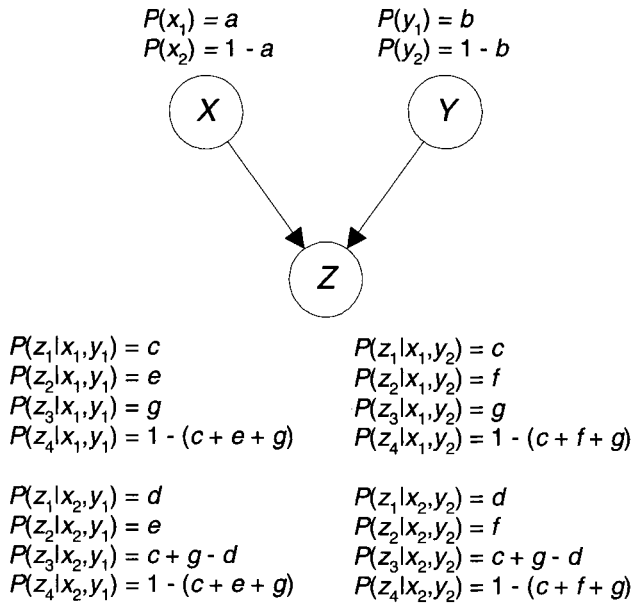 P(x₁) = a
P(x₂) = 1 - a
P(y₁) = b
P(y₂) = 1 - b
X
Y
Z
P(z₁|x₁,y₁) = c
P(z₂|x₁,y₁) = e
P(z₃|x₁,y₁) = g
P(z₄|x₁,y₁) = 1 - (c + e + g)
P(z₁|x₁,y₂) = c
P(z₂|x₁,y₂) = f
P(z₃|x₁,y₂) = g
P(z₄|x₁,y₂) = 1 - (c + f + g)
P(z₁|x₂,y₁) = d
P(z₂|x₂,y₁) = e
P(z₃|x₂,y₁) = c + g - d
P(z₄|x₂,y₁) = 1 - (c + e + g)
P(z₁|x₂,y₂) = d
P(z₂|x₂,y₂) = f
P(z₃|x₂,y₂) = c + g - d
P(z₄|x₂,y₂) = 1 - (c + f + g)